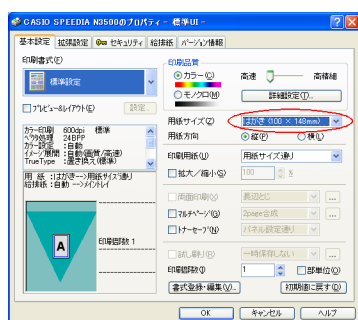 CASIO SPEEDIA N3500のプロパティ - 標準UI -
基本設定 拡張設定 セキュリティ 給排紙 バージョン情報
印刷書式(F)
標準設定
プレビュー&レイアウト(E) 設定...
カラー印刷 600dpi 標準
ページ処理 24BPP
カラー設定 :自動
イメージ展開 :自動(画質/高速)
TrueType :置き換え(標準)
用 紙 :はがき-->用紙サイズ通り
給排紙 :自動 -->メイントレイ
A
印刷部数 1
印刷品質
カラー(C)
モノクロ(M)
高速
高精細
詳細設定(T)...
用紙サイズ(Z) はがき (100 × 148mm)
用紙方向 縦(P) 横(L)
印刷用紙(U) 用紙サイズ通り
拡大/縮小(S) 100 %
両面印刷(X) 長辺とじ ...
マルチページ(G) 2page合成 ...
トナーセーブ(N) パネル設定通り
試し刷り(R) 一時保存しない ...
印刷部数(I) 1 部単位(O)
書式登録・編集(V)... 初期値に戻す(D)
OK キャンセル ヘルプ